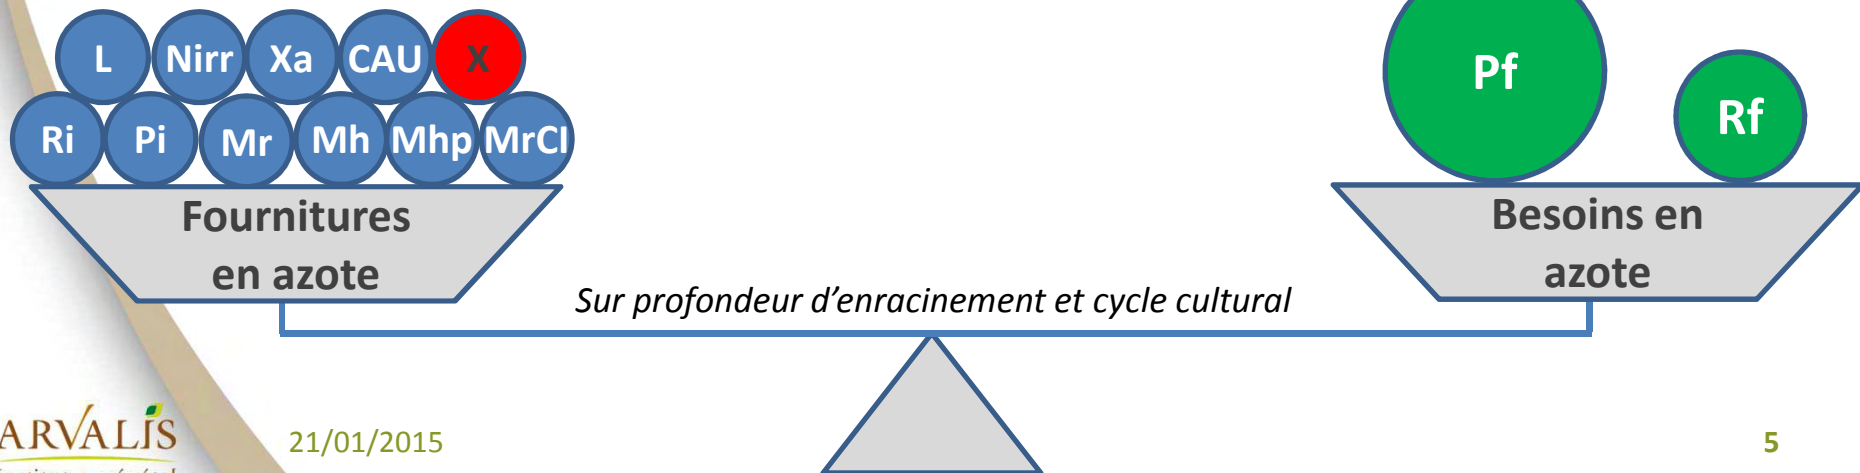 L Nirr Xa CAU X
Ri Pi Mr Mh Mhp MrCI
Fournitures
en azote
Pf
Rf
Besoins en
azote
Sur profondeur d'enracinement et cycle cultural
ARVALIS
21/01/2015
5